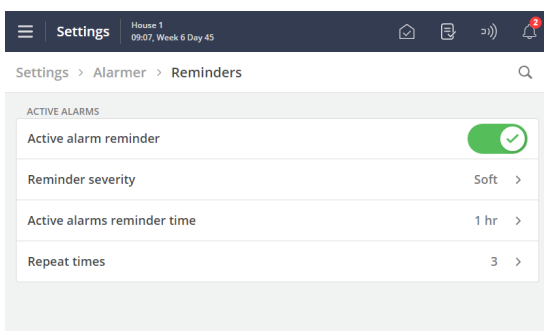 Settings
House 1
09:07, Week 6 Day 45
2
Settings > Alarmer > Reminders
ACTIVE ALARMS
Active alarm reminder
Reminder severity Soft >
Active alarms reminder time 1 hr >
Repeat times 3 >